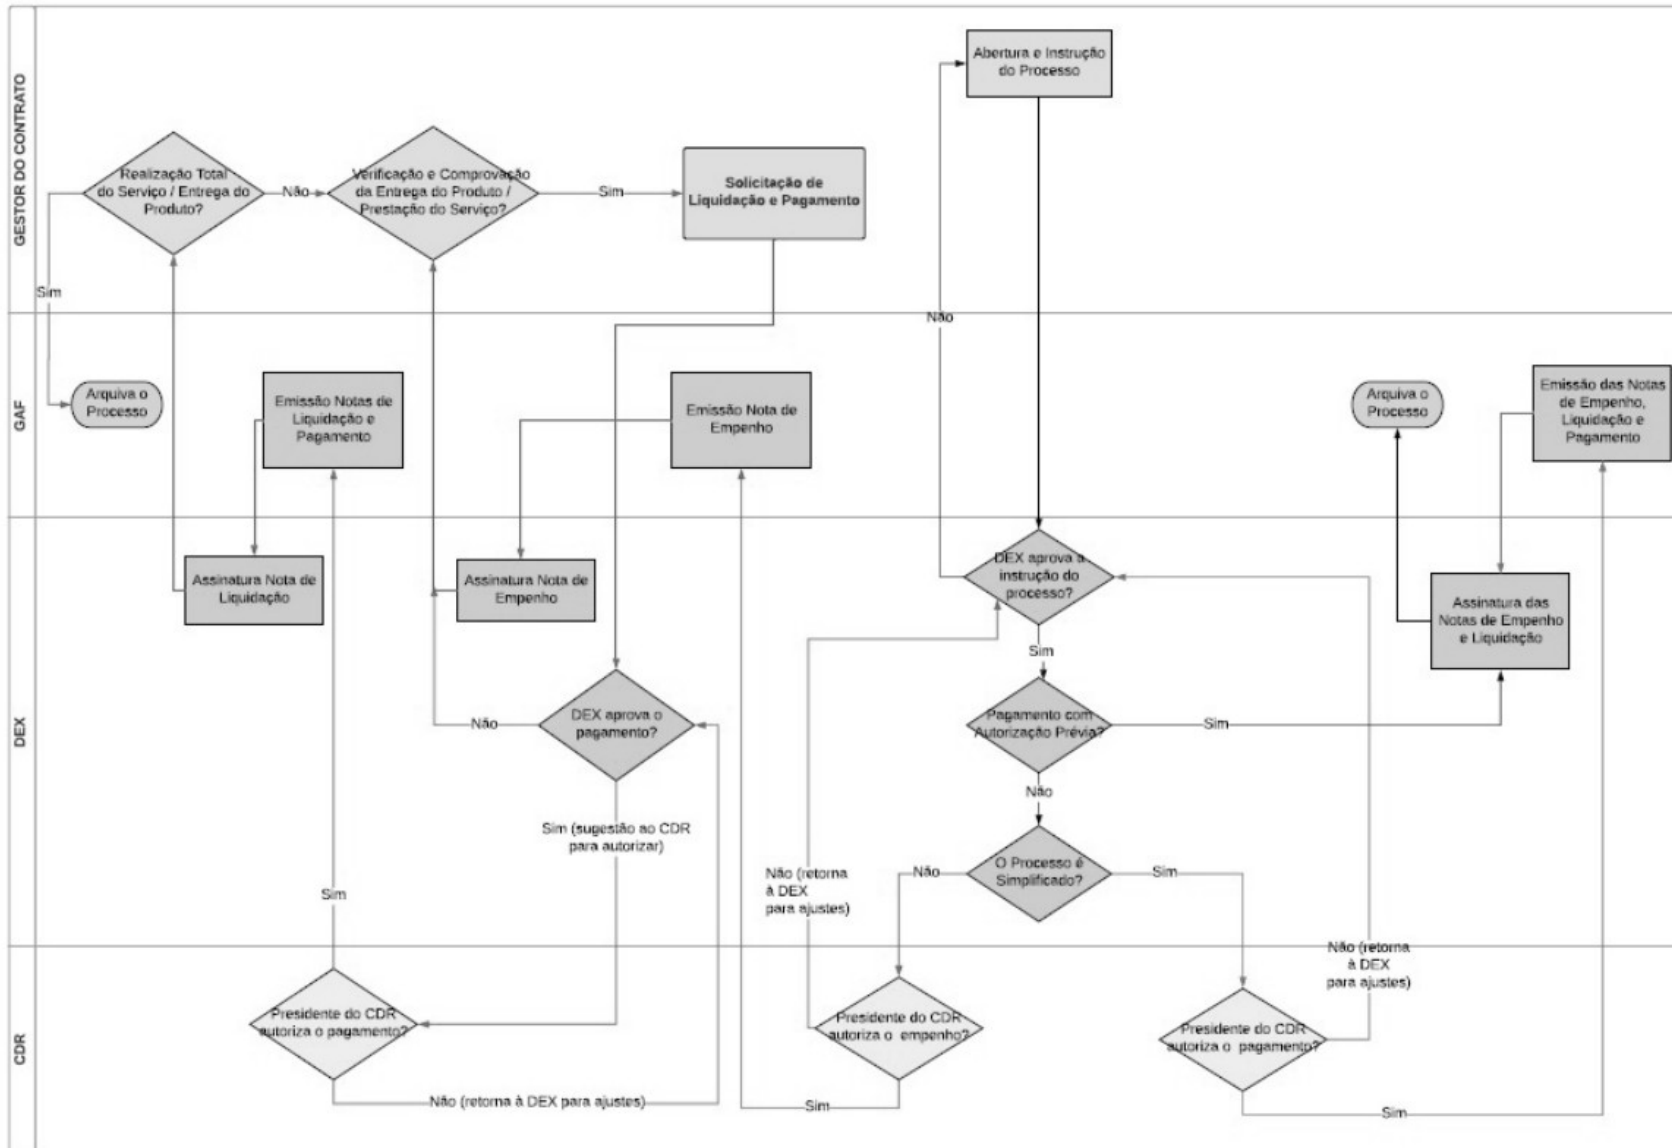 GESTOR DO CONTRATO
Abertura e Instrução
do Processo
Realização Total
do Serviço / Entrega do
Produto?
Não
Verificação e Comprovação
da Entrega do Produto /
Prestação do Serviço?
Sim
Solicitação de
Liquidação e Pagamento
Sim
Não
GAF
Arquiva o
Processo
Emissão Notas de
Liquidação e
Pagamento
Emissão Nota de
Empenho
Arquiva o
Processo
Emissão das Notas
de Empenho,
Liquidação e
Pagamento
DEX
Assinatura Nota de
Liquidação
Assinatura Nota de
Empenho
DEX aprova a
instrução do
processo?
Assinatura das
Notas de Empenho
e Liquidação
Sim
DEX aprova o
pagamento?
Não
Pagamento com
Autorização Prévia?
Sim
Não
Sim (sugestão ao CDR
para autorizar)
O Processo é
Simplificado?
Não
Sim
Não (retorna
à DEX
para ajustes)
Sim
CDR
Não (retorna
à DEX
para ajustes)
Presidente do CDR
autoriza o pagamento?
Presidente do CDR
autoriza o empenho?
Presidente do CDR
autoriza o pagamento?
Não (retorna à DEX para ajustes)
Sim
Sim